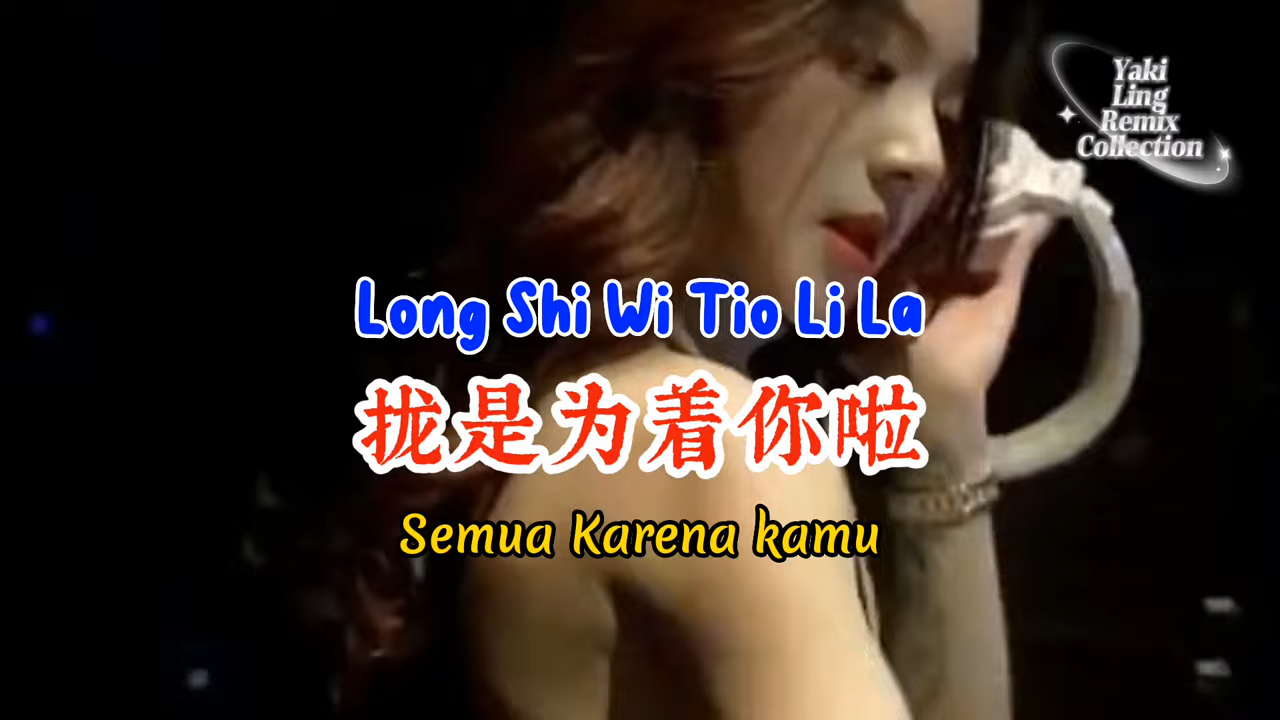 Yaki
Ling
Remix
Collection
Long Shi Wi Tio Li La
拢是为着你啦
Semua Karena kamu